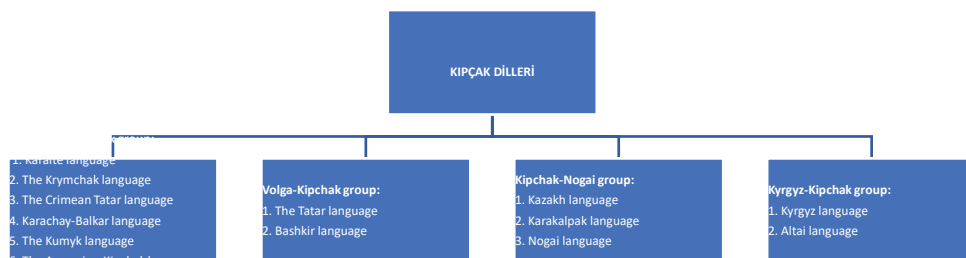 KIPÇAK DİLLERİ
group:
1. Karaite language
2. The Krymchak language
3. The Crimean Tatar language
4. Karachay-Balkar language
5. The Kumyk language
Volga-Kipchak group:
1. The Tatar language
2. Bashkir language
Kipchak-Nogai group:
1. Kazakh language
2. Karakalpak language
3. Nogai language
Kyrgyz-Kipchak group:
1. Kyrgyz language
2. Altai language